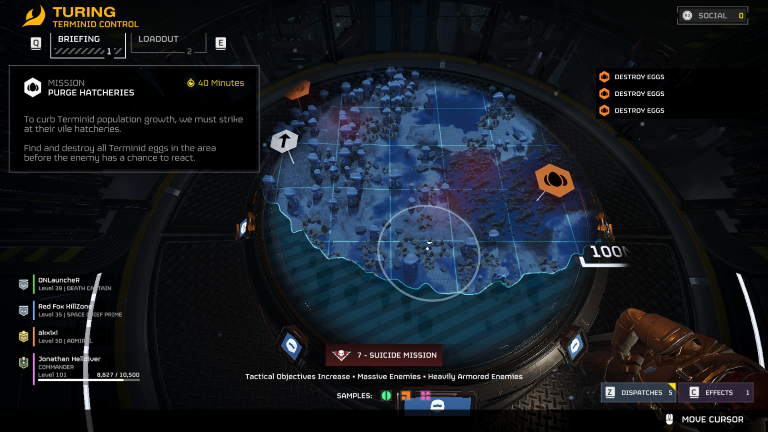 TURING
TERMINID CONTROL
SOCIAL 0
Q
BRIEFING
1
LOADOUT
2
E
MISSION
PURGE HATCHERIES
40 Minutes
To curb Terminid population growth, we must strike
at their vile hatcheries.
Find and destroy all Terminid eggs in the area
before the enemy has a chance to react.
DESTROY EGGS
DESTROY EGGS
DESTROY EGGS
100M
0NLauncheR
Level 39 | DEATH CAPTAIN
Red Fox KillZone
Level 35 | SPACE CHIEF PRIME
akxixl
Level 50 | ADMIRAL
Jonathan Helldiver
COMMANDER
Level 101
8,827 / 10,500
7 - SUICIDE MISSION
Tactical Objectives Increase • Massive Enemies • Heavily Armored Enemies
SAMPLES:
Z DISPATCHES 5
C EFFECTS 1
MOVE CURSOR